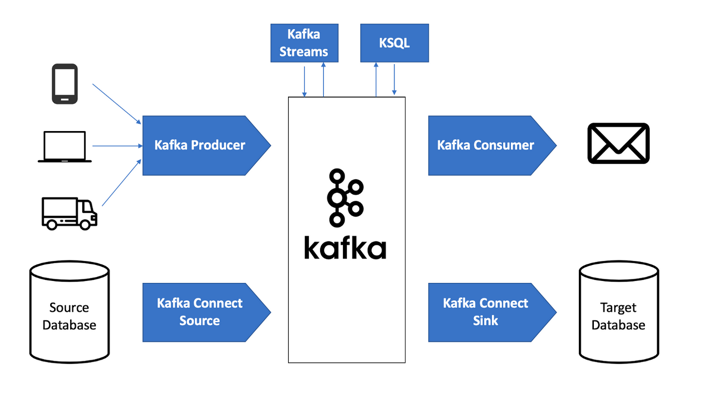 Kafka
Streams
KSQL
Kafka Producer
Kafka Consumer
kafka
Source
Database
Kafka Connect
Source
Kafka Connect
Sink
Target
Database